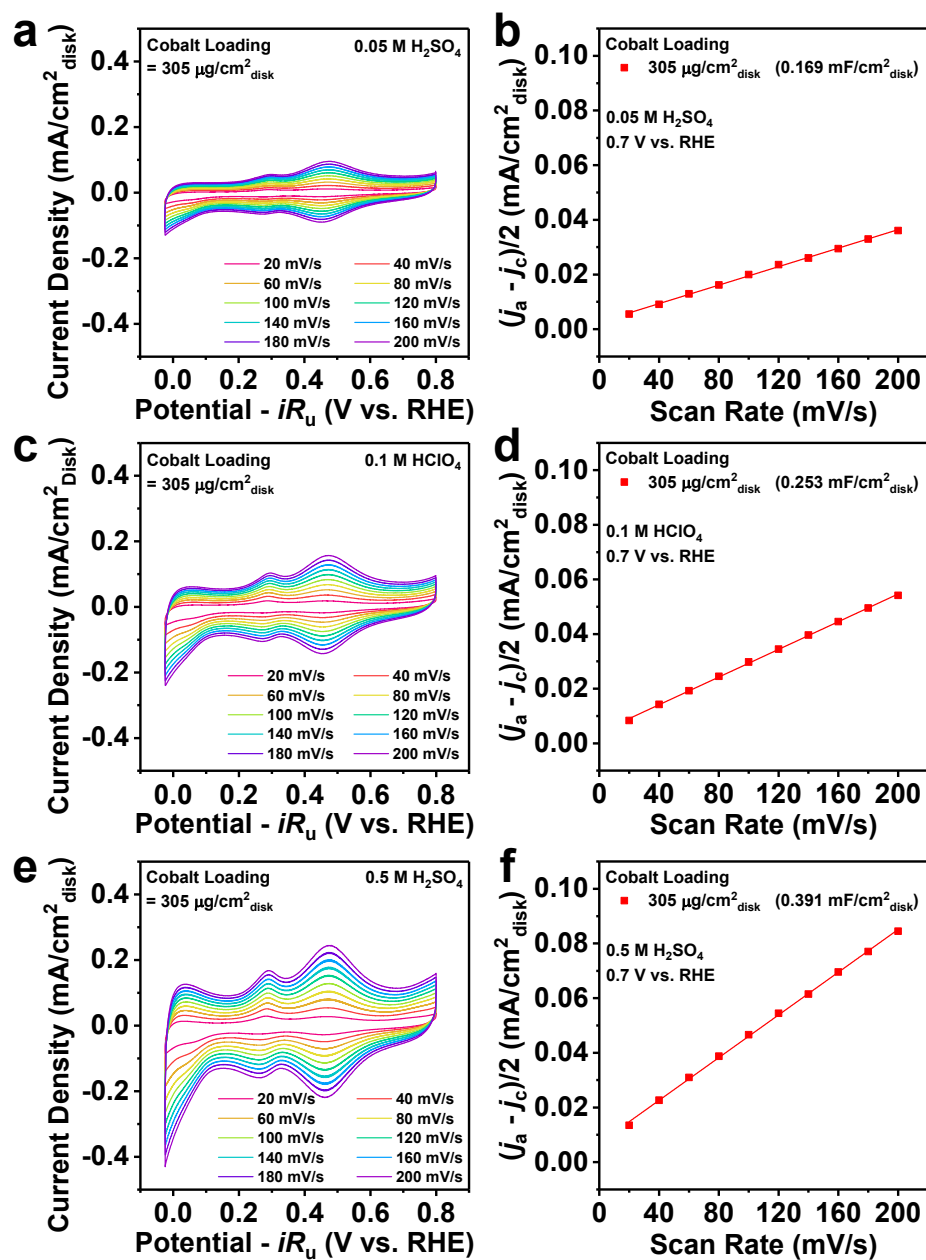 a
Cobalt Loading
= 305 μg/cm²disk
0.05 M H₂SO₄
0.4
0.2
0.0
-0.2
-0.4
Current Density (mA/cm²disk)
20 mV/s 40 mV/s
60 mV/s 80 mV/s
100 mV/s 120 mV/s
140 mV/s 160 mV/s
180 mV/s 200 mV/s
0.0 0.2 0.4 0.6 0.8
Potential - iRu (V vs. RHE)
b
Cobalt Loading
305 μg/cm²disk (0.169 mF/cm²disk)
0.05 M H₂SO₄
0.7 V vs. RHE
0.10
0.08
0.06
0.04
0.02
0.00
(ja - jc)/2 (mA/cm²disk)
0 40 80 120 160 200
Scan Rate (mV/s)
c
Cobalt Loading
= 305 μg/cm²disk
0.1 M HClO₄
0.4
0.2
0.0
-0.2
-0.4
Current Density (mA/cm²Disk)
20 mV/s 40 mV/s
60 mV/s 80 mV/s
100 mV/s 120 mV/s
140 mV/s 160 mV/s
180 mV/s 200 mV/s
0.0 0.2 0.4 0.6 0.8
Potential - iRu (V vs. RHE)
d
Cobalt Loading
305 μg/cm²disk (0.253 mF/cm²disk)
0.1 M HClO₄
0.7 V vs. RHE
0.10
0.08
0.06
0.04
0.02
0.00
(ja - jc)/2 (mA/cm²disk)
0 40 80 120 160 200
Scan Rate (mV/s)
e
Cobalt Loading
= 305 μg/cm²disk
0.5 M H₂SO₄
0.4
0.2
0.0
-0.2
-0.4
Current Density (mA/cm²disk)
20 mV/s 40 mV/s
60 mV/s 80 mV/s
100 mV/s 120 mV/s
140 mV/s 160 mV/s
180 mV/s 200 mV/s
0.0 0.2 0.4 0.6 0.8
Potential - iRu (V vs. RHE)
f
Cobalt Loading
305 μg/cm²disk (0.391 mF/cm²disk)
0.5 M H₂SO₄
0.7 V vs. RHE
0.10
0.08
0.06
0.04
0.02
0.00
(ja - jc)/2 (mA/cm²disk)
0 40 80 120 160 200
Scan Rate (mV/s)